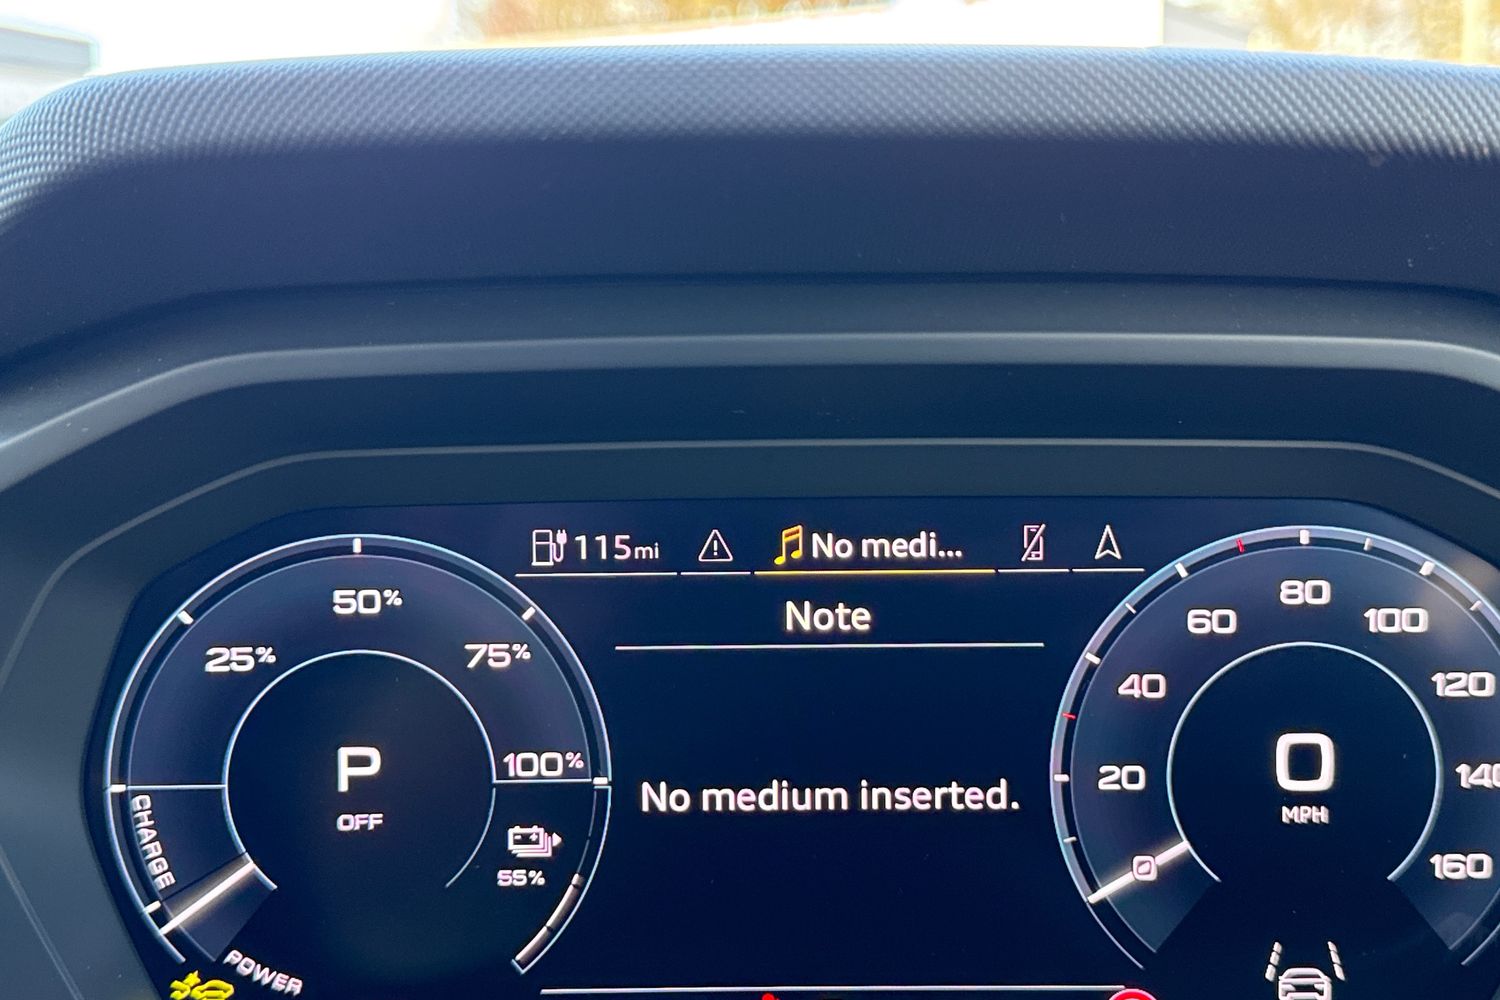 115mi
No medi...
Note
No medium inserted.
25%
50%
75%
100%
P
OFF
55%
CHARGE
POWER
0
MPH
0
20
40
60
80
100
120
140
160